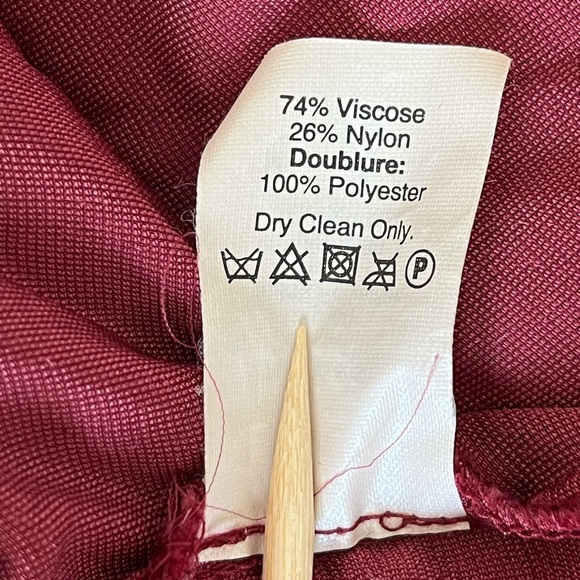 74% Viscose
26% Nylon
Doublure:
100% Polyester
Dry Clean Only.
P